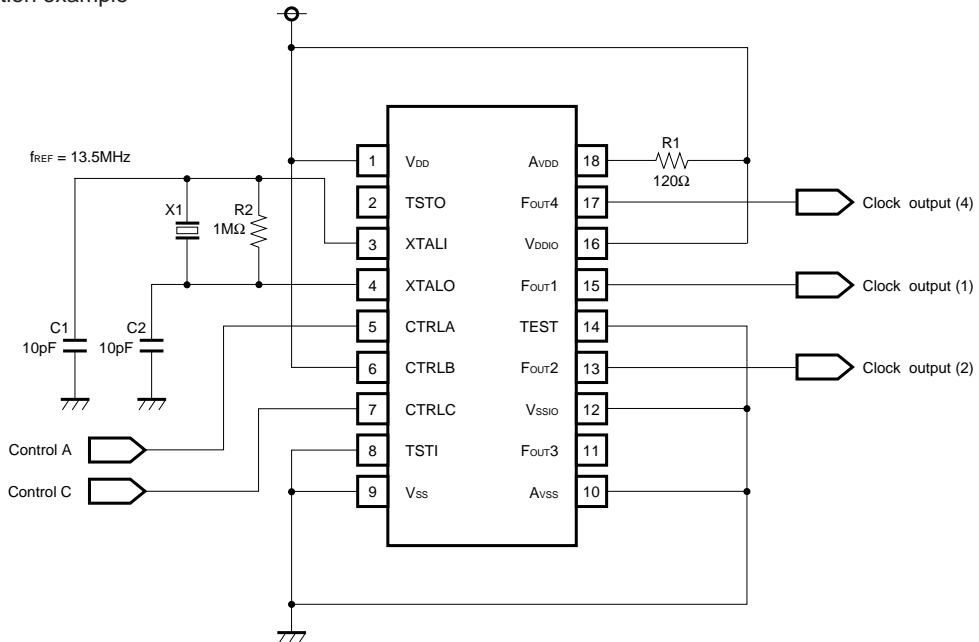 tion example
fREF = 13.5MHz
X1
R2
1MΩ
C1
10pF
C2
10pF
Control A
Control C
1 VDD
2 TSTO
3 XTALI
4 XTALO
5 CTRLA
6 CTRLB
7 CTRLC
8 TSTI
9 VSS
AVDD 18
FOUT4 17
VDDIO 16
FOUT1 15
TEST 14
FOUT2 13
VSSIO 12
FOUT3 11
AVSS 10
R1
120Ω
Clock output (4)
Clock output (1)
Clock output (2)